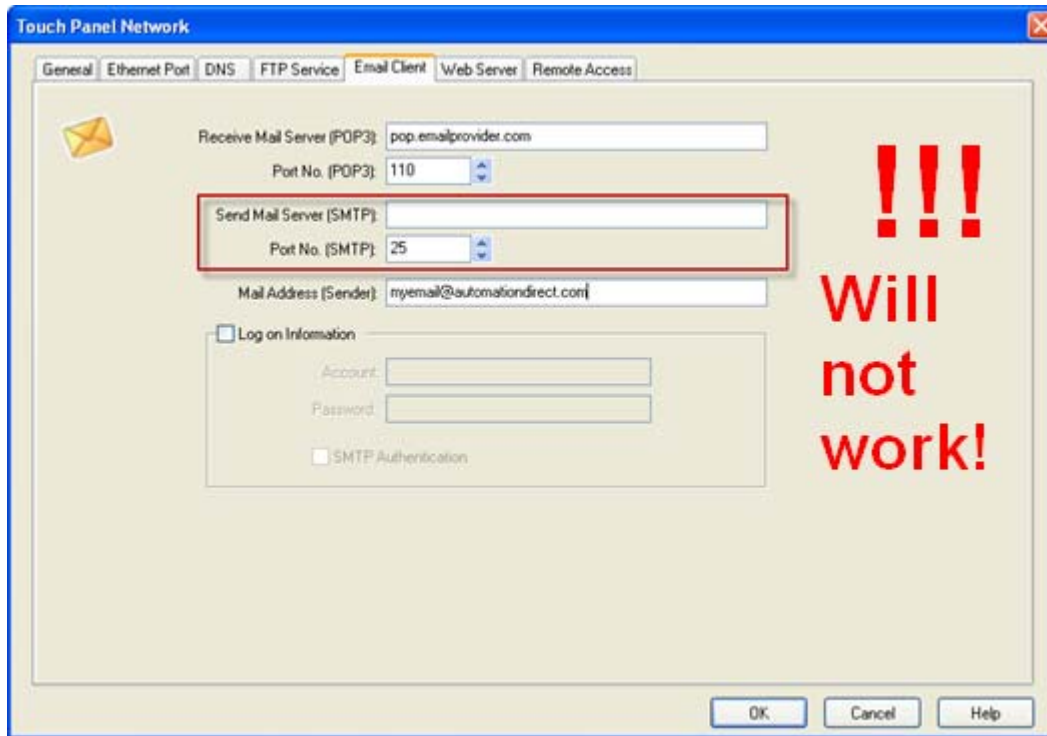 Touch Panel Network
General Ethernet Port DNS FTP Service Email Client Web Server Remote Access
Receive Mail Server (POP3): pop.emailprovider.com
Port No. (POP3): 110
Send Mail Server (SMTP):
Port No. (SMTP): 25
Mail Address (Sender): myemail@automationdirect.com
Log on Information
Account:
Password:
SMTP Authentication
!!!
Will
not
work!
OK Cancel Help